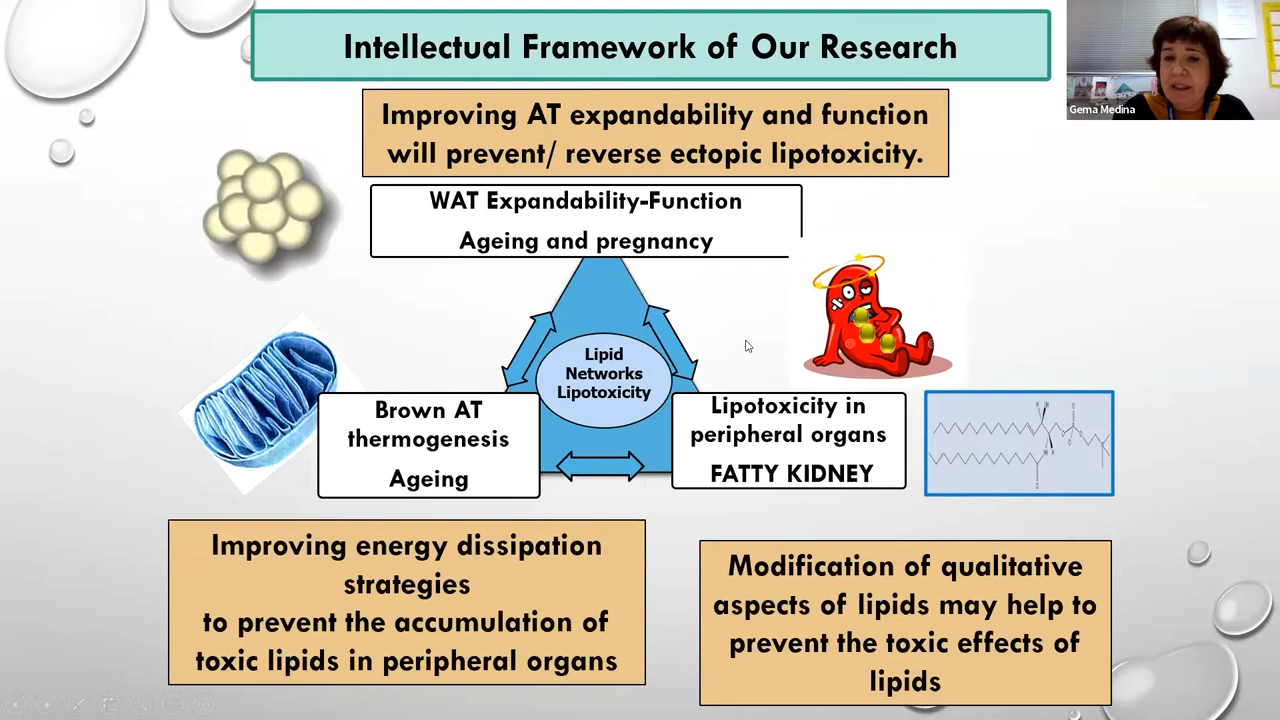 Intellectual Framework of Our Research
Gema Medina
Improving AT expandability and function
will prevent/ reverse ectopic lipotoxicity.
WAT Expandability-Function
Ageing and pregnancy
Lipid
Networks
Lipotoxicity
Brown AT
thermogenesis
Ageing
Lipotoxicity in
peripheral organs
FATTY KIDNEY
Improving energy dissipation
strategies
to prevent the accumulation of
toxic lipids in peripheral organs
Modification of qualitative
aspects of lipids may help to
prevent the toxic effects of
lipids